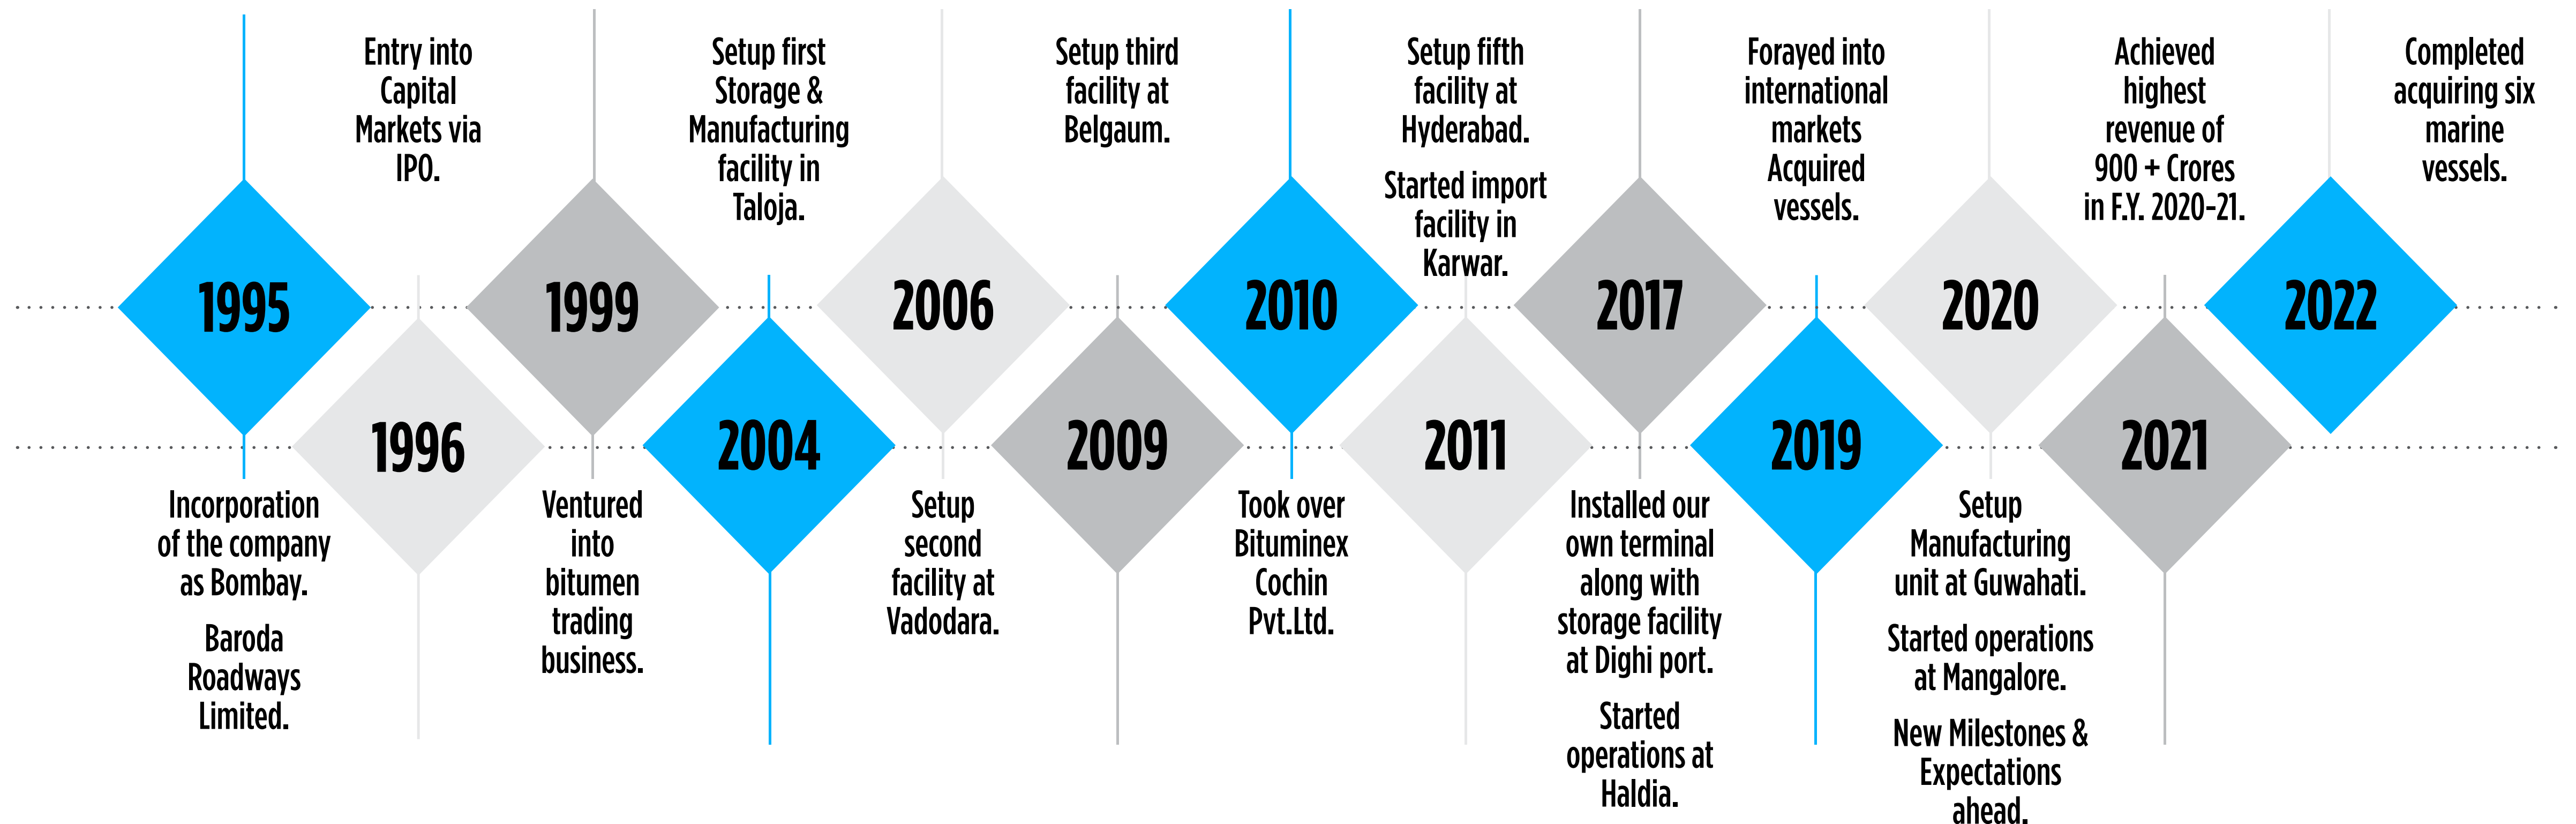 1995
Incorporation
of the company
as Bombay.
Baroda
Roadways
Limited.
Entry into
Capital
Markets via
IPO.
1996
1999
Ventured
into
bitumen
trading
business.
Setup first
Storage &
Manufacturing
facility in
Taloja.
2004
2006
Setup
second
facility at
Vadodara.
Setup third
facility at
Belgaum.
2009
2010
Took over
Bituminex
Cochin
Pvt.Ltd.
Setup fifth
facility at
Hyderabad.
Started import
facility in
Karwar.
2011
2017
Installed our
own terminal
along with
storage facility
at Dighi port.
Started
operations at
Haldia.
Forayed into
international
markets
Acquired
vessels.
2019
2020
Setup
Manufacturing
unit at Guwahati.
Started operations
at Mangalore.
New Milestones &
Expectations
ahead.
Achieved
highest
revenue of
900 + Crores
in F.Y. 2020-21.
2021
2022
Completed
acquiring six
marine
vessels.